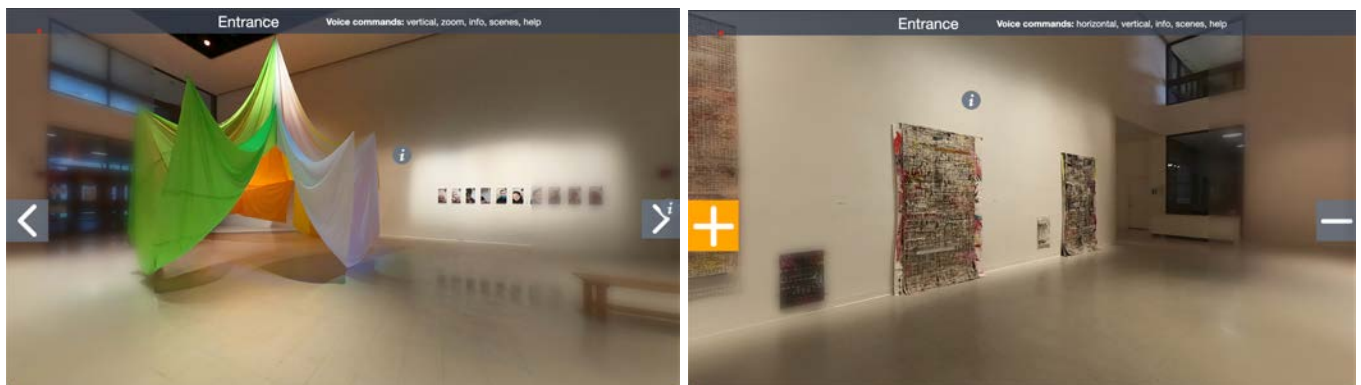 Entrance Voice commands: vertical, zoom, info, scenes, help
i
i
Entrance Voice commands: horizontal, vertical, info, scenes, help
i